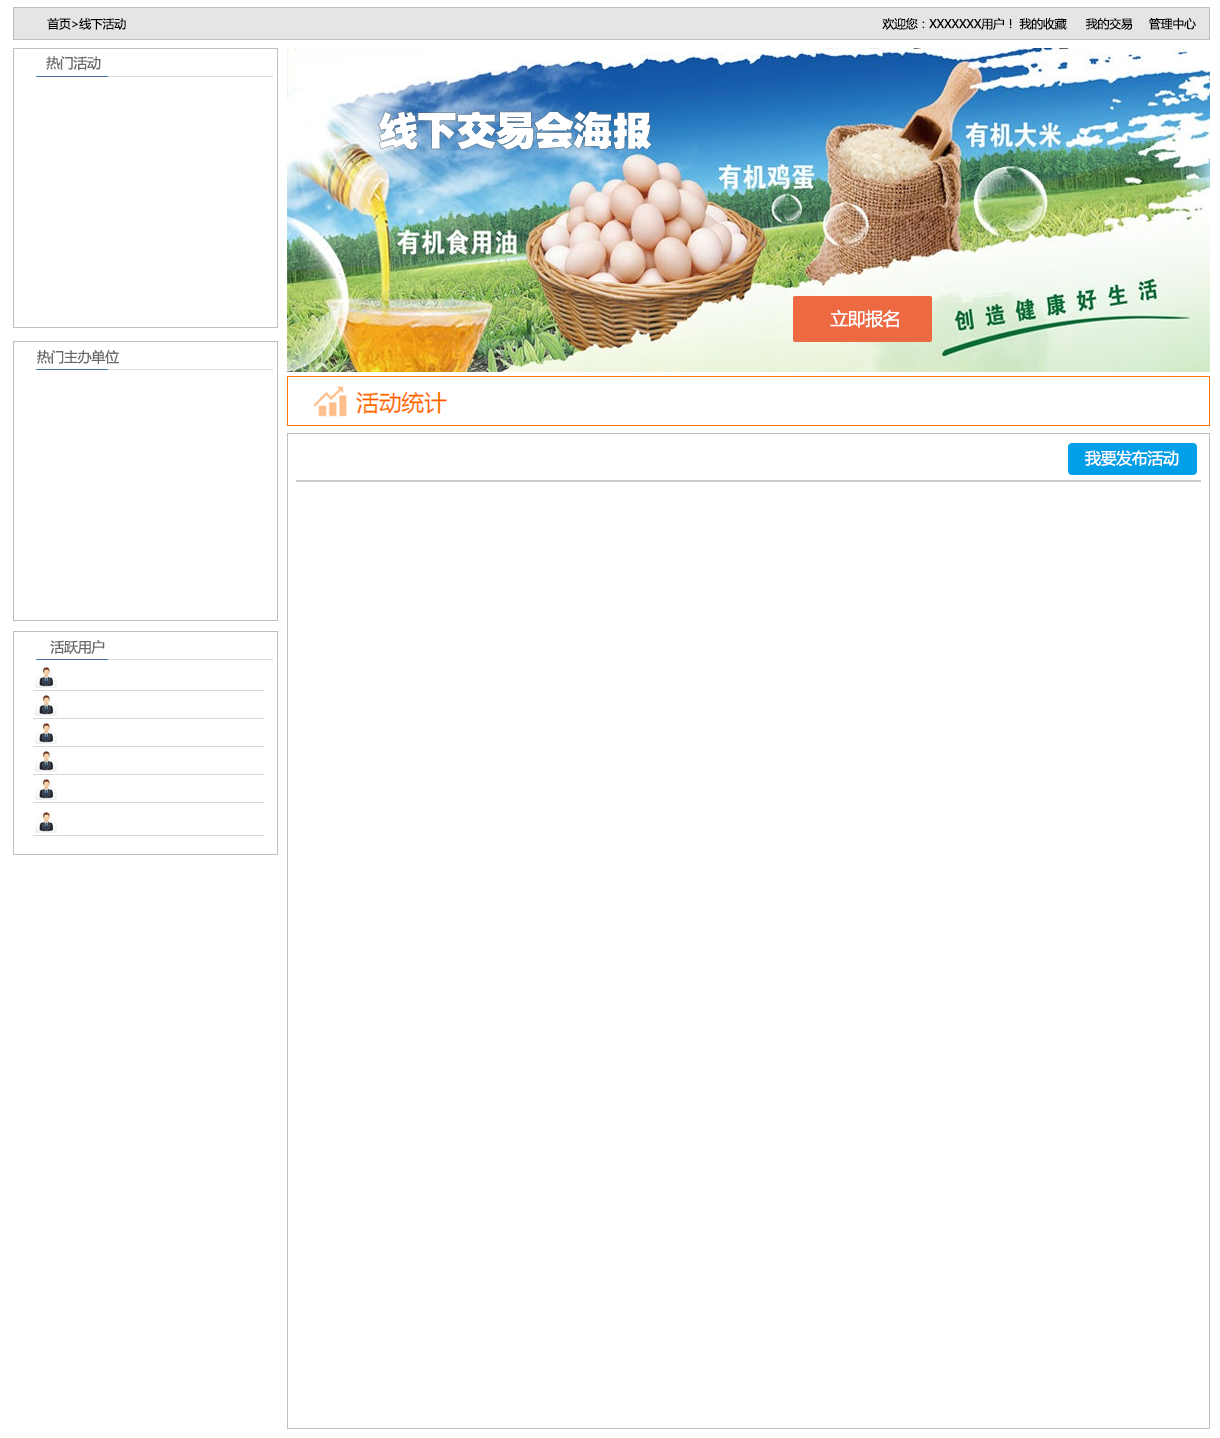 首页>线下活动
欢迎您：XXXXXXX用户！ 我的收藏 我的交易 管理中心
热门活动
线下交易会海报
有机大米
有机鸡蛋
有机食用油
创造健康好生活
立即报名
热门主办单位
活动统计
我要发布活动
活跃用户